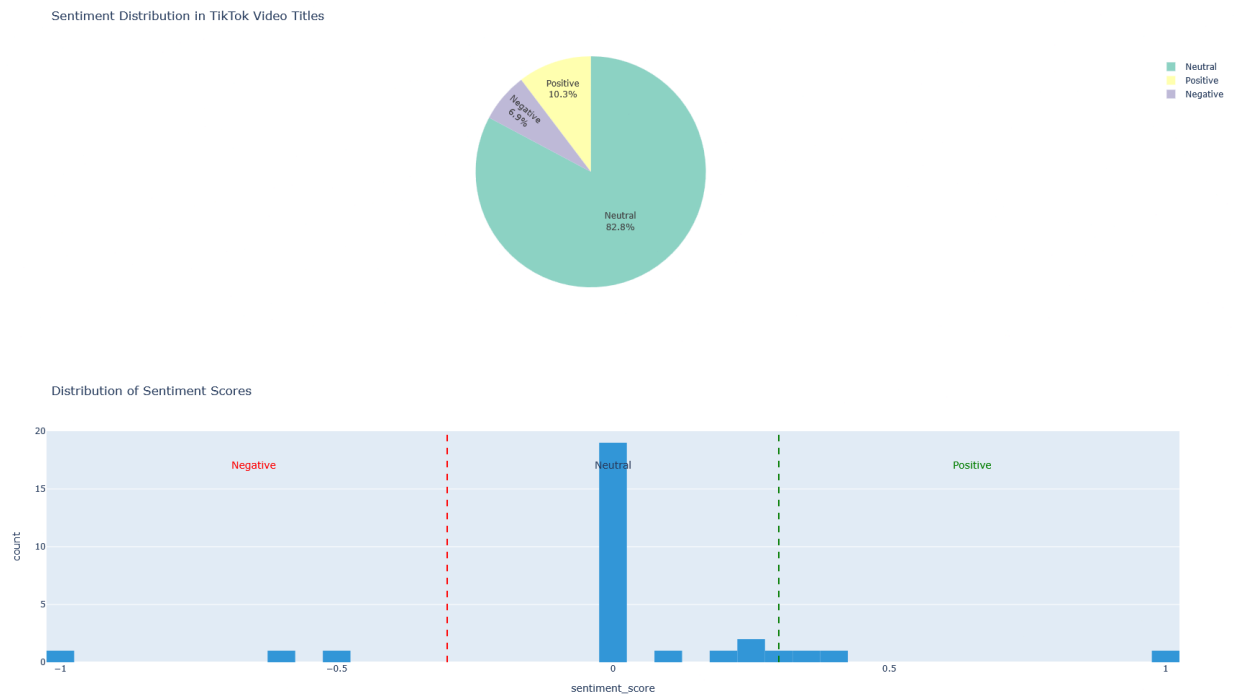 Sentiment Distribution in TikTok Video Titles
Positive
10.3%
Negative
6.9%
Neutral
82.8%
Neutral
Positive
Negative
Distribution of Sentiment Scores
20
15
10
5
0
count
Negative
Neutral
Positive
−1
−0.5
0
0.5
1
sentiment_score